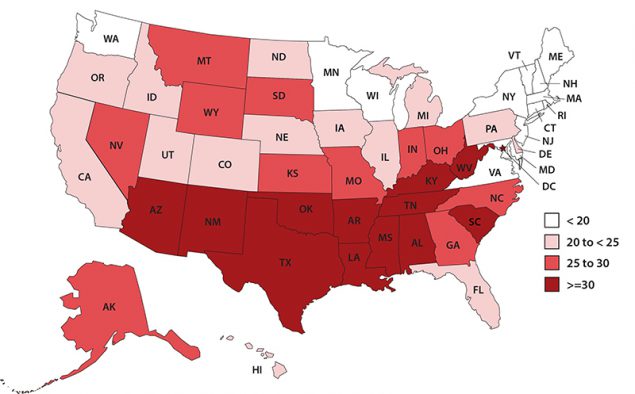 WA
MT
ND
MN
VT
ME
OR
ID
SD
WI
NH
WY
MI
NY
MA
RI
NV
NE
IA
PA
CT
UT
CO
IL
IN
OH
NJ
CA
KS
MO
WV
DE
KY
VA
MD
DC
AZ
NM
OK
AR
TN
NC
TX
LA
MS
AL
GA
SC
FL
AK
HI
< 20
20 to < 25
25 to 30
>=30